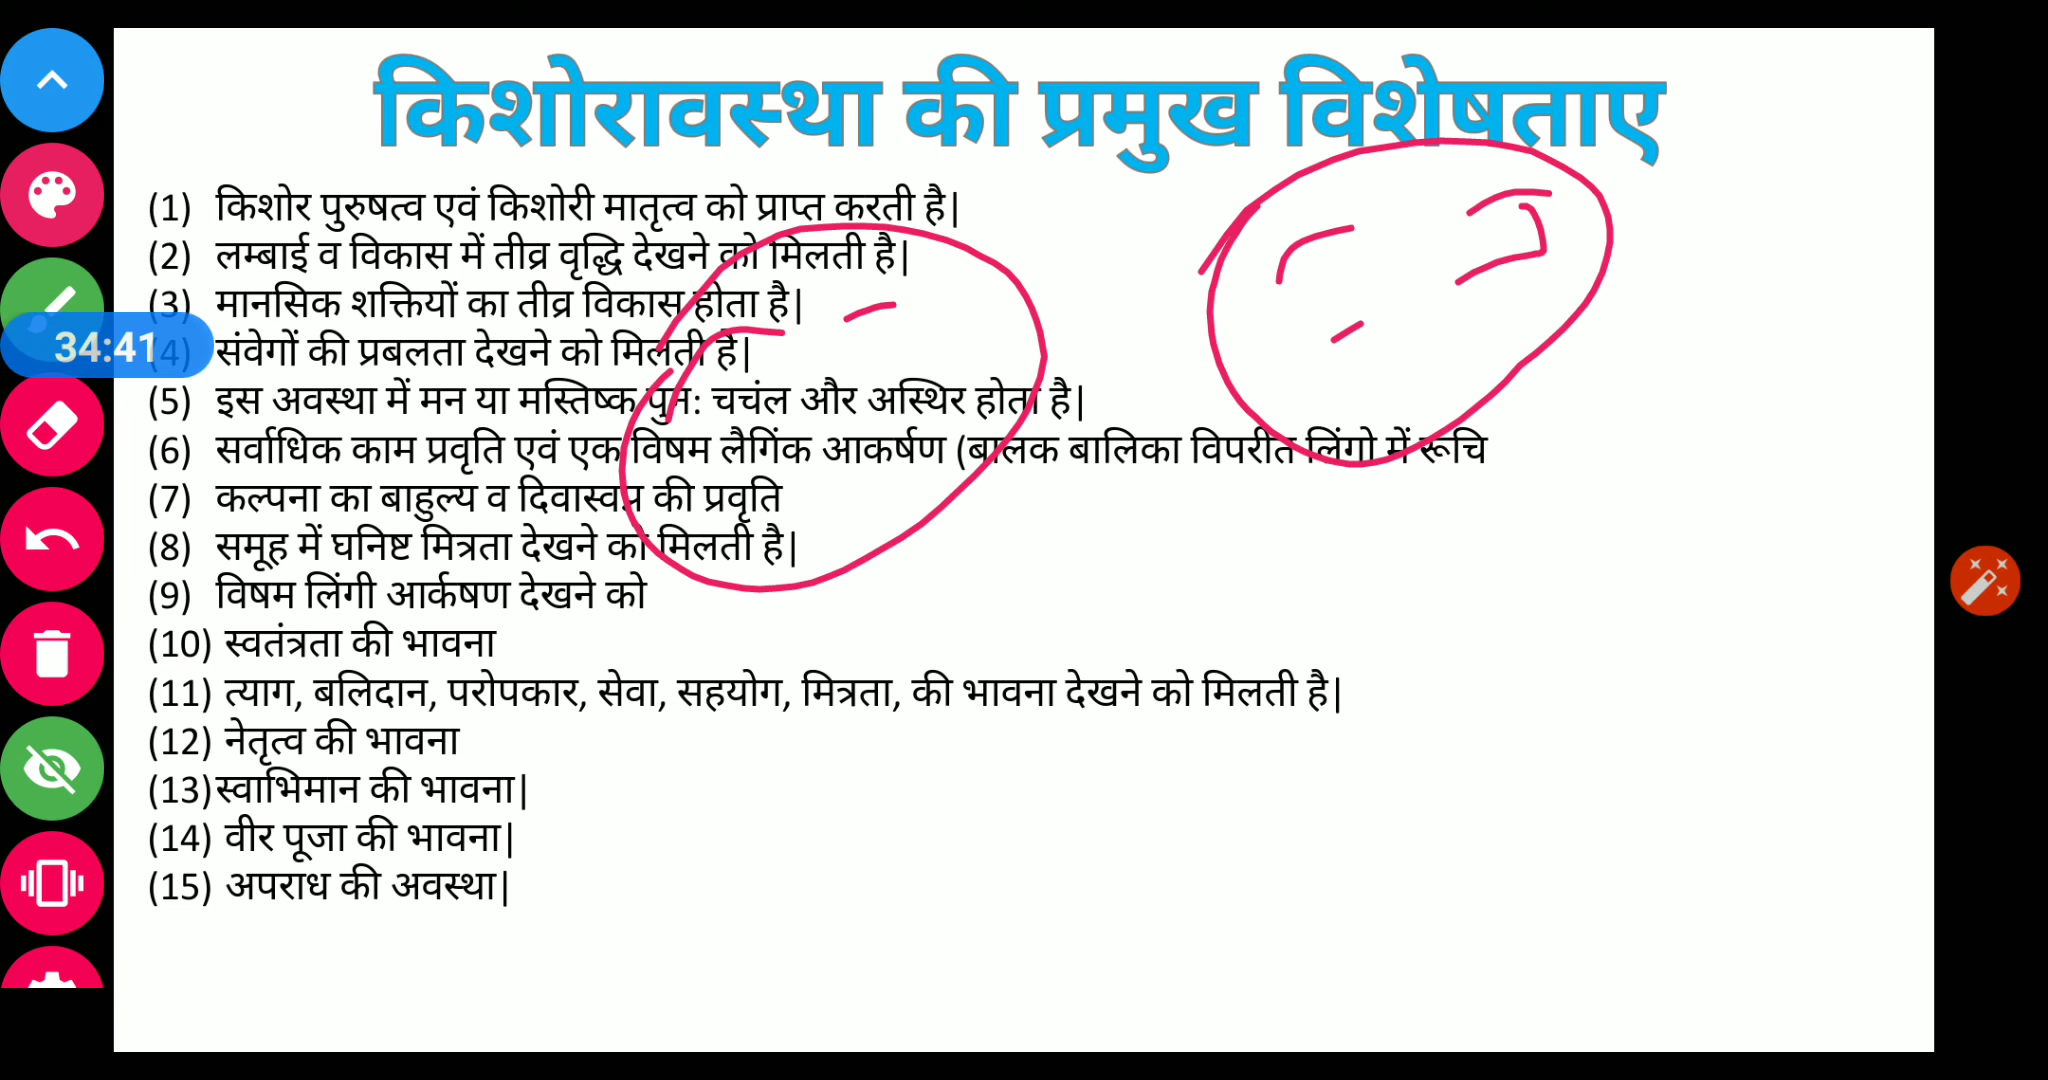 किशोरावस्था की प्रमुख विशेषताए
(1) किशोर पुरुषत्व एवं किशोरी मातृत्व को प्राप्त करती है|
(2) लम्बाई व विकास में तीव्र वृद्धि देखने को मिलती है|
(3) मानसिक शक्तियों का तीव्र विकास होता है|
34:41
(4) संवेगों की प्रबलता देखने को मिलती है|
(5) इस अवस्था में मन या मस्तिष्क पुन: चचंल और अस्थिर होता है|
(6) सर्वाधिक काम प्रवृति एवं एक विषम लैगिंक आकर्षण (बालक बालिका विपरीत लिंगो में रूचि
(7) कल्पना का बाहुल्य व दिवास्वप्न की प्रवृति
(8) समूह में घनिष्ट मित्रता देखने को मिलती है|
(9) विषम लिंगी आर्कषण देखने को
(10) स्वतंत्रता की भावना
(11) त्याग, बलिदान, परोपकार, सेवा, सहयोग, मित्रता, की भावना देखने को मिलती है|
(12) नेतृत्व की भावना
(13) स्वाभिमान की भावना|
(14) वीर पूजा की भावना|
(15) अपराध की अवस्था|